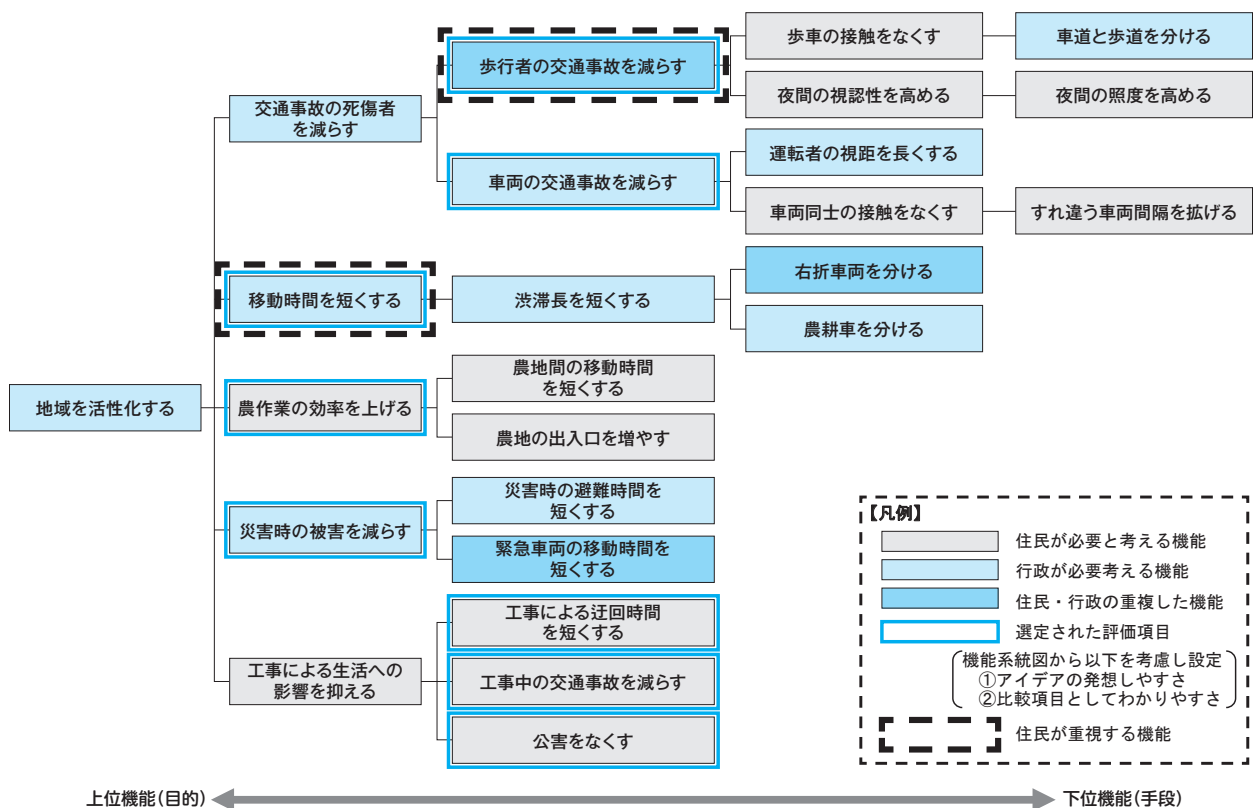 歩行者の交通事故を減らす
歩車の接触をなくす
車道と歩道を分ける
夜間の視認性を高める
夜間の照度を高める
交通事故の死傷者
を減らす
車両の交通事故を減らす
運転者の視距を長くする
車両同士の接触をなくす
すれ違う車両間隔を拡げる
移動時間を短くする
渋滞長を短くする
右折車両を分ける
農耕車を分ける
地域を活性化する
農作業の効率を上げる
農地間の移動時間
を短くする
農地の出入口を増やす
災害時の被害を減らす
災害時の避難時間を
短くする
緊急車両の移動時間を
短くする
工事による生活への
影響を抑える
工事による迂回時間
を短くする
工事中の交通事故を減らす
公害をなくす
【凡例】
住民が必要と考える機能
行政が必要考える機能
住民・行政の重複した機能
選定された評価項目
機能系統図から以下を考慮し設定
①アイデアの発想しやすさ
②比較項目としてわかりやすさ
住民が重視する機能
上位機能(目的)
下位機能(手段)